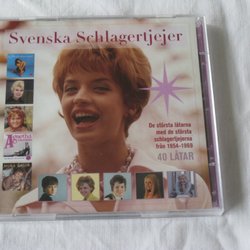 Svenska Schlagertjejer
De största låtarna
med de största
schlagertjejerna
från 1954-1969
40 LÅTAR